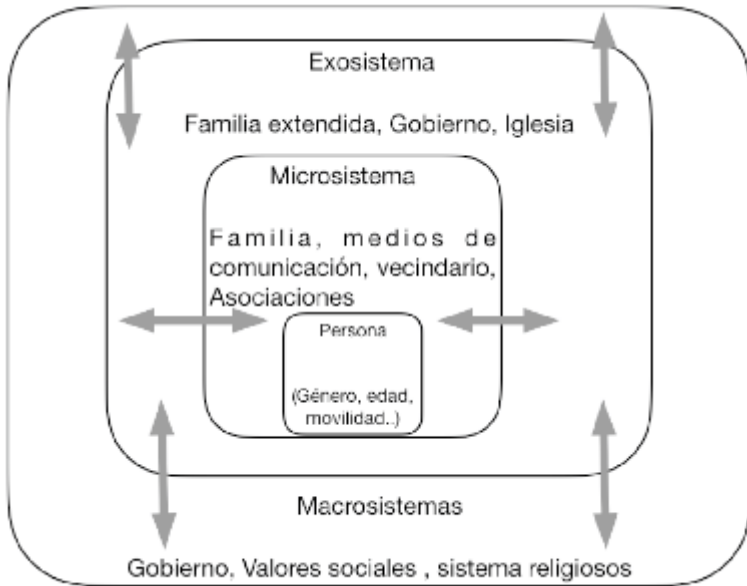 Exosistema
Familia extendida, Gobierno, Iglesia
Microsistema
Familia, medios de
comunicación, vecindario,
Asociaciones
Persona
(Género, edad,
movilidad..)
Macrosistemas
Gobierno, Valores sociales , sistema religiosos